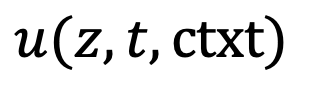 u(z, t, ctxt)